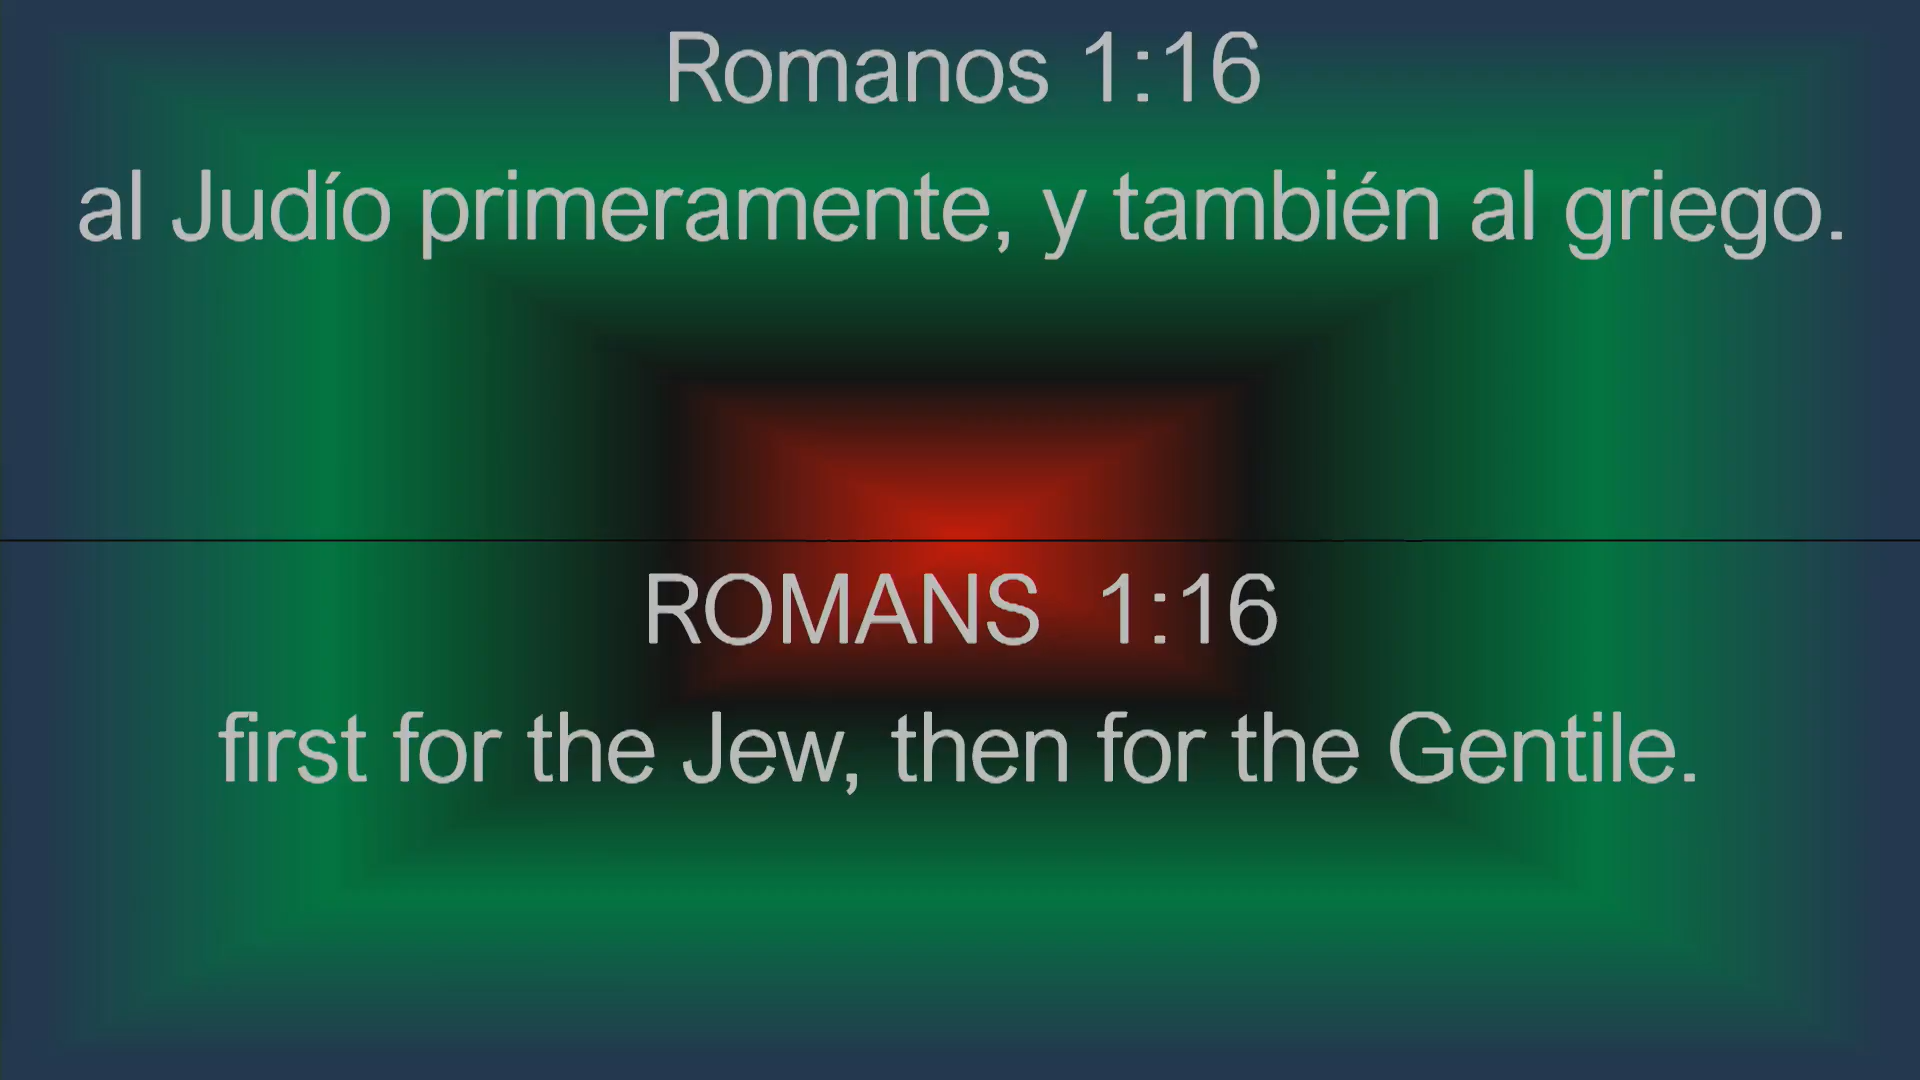 Romanos 1:16
al Judío primeramente, y también al griego.
ROMANS  1:16
first for the Jew, then for the Gentile.